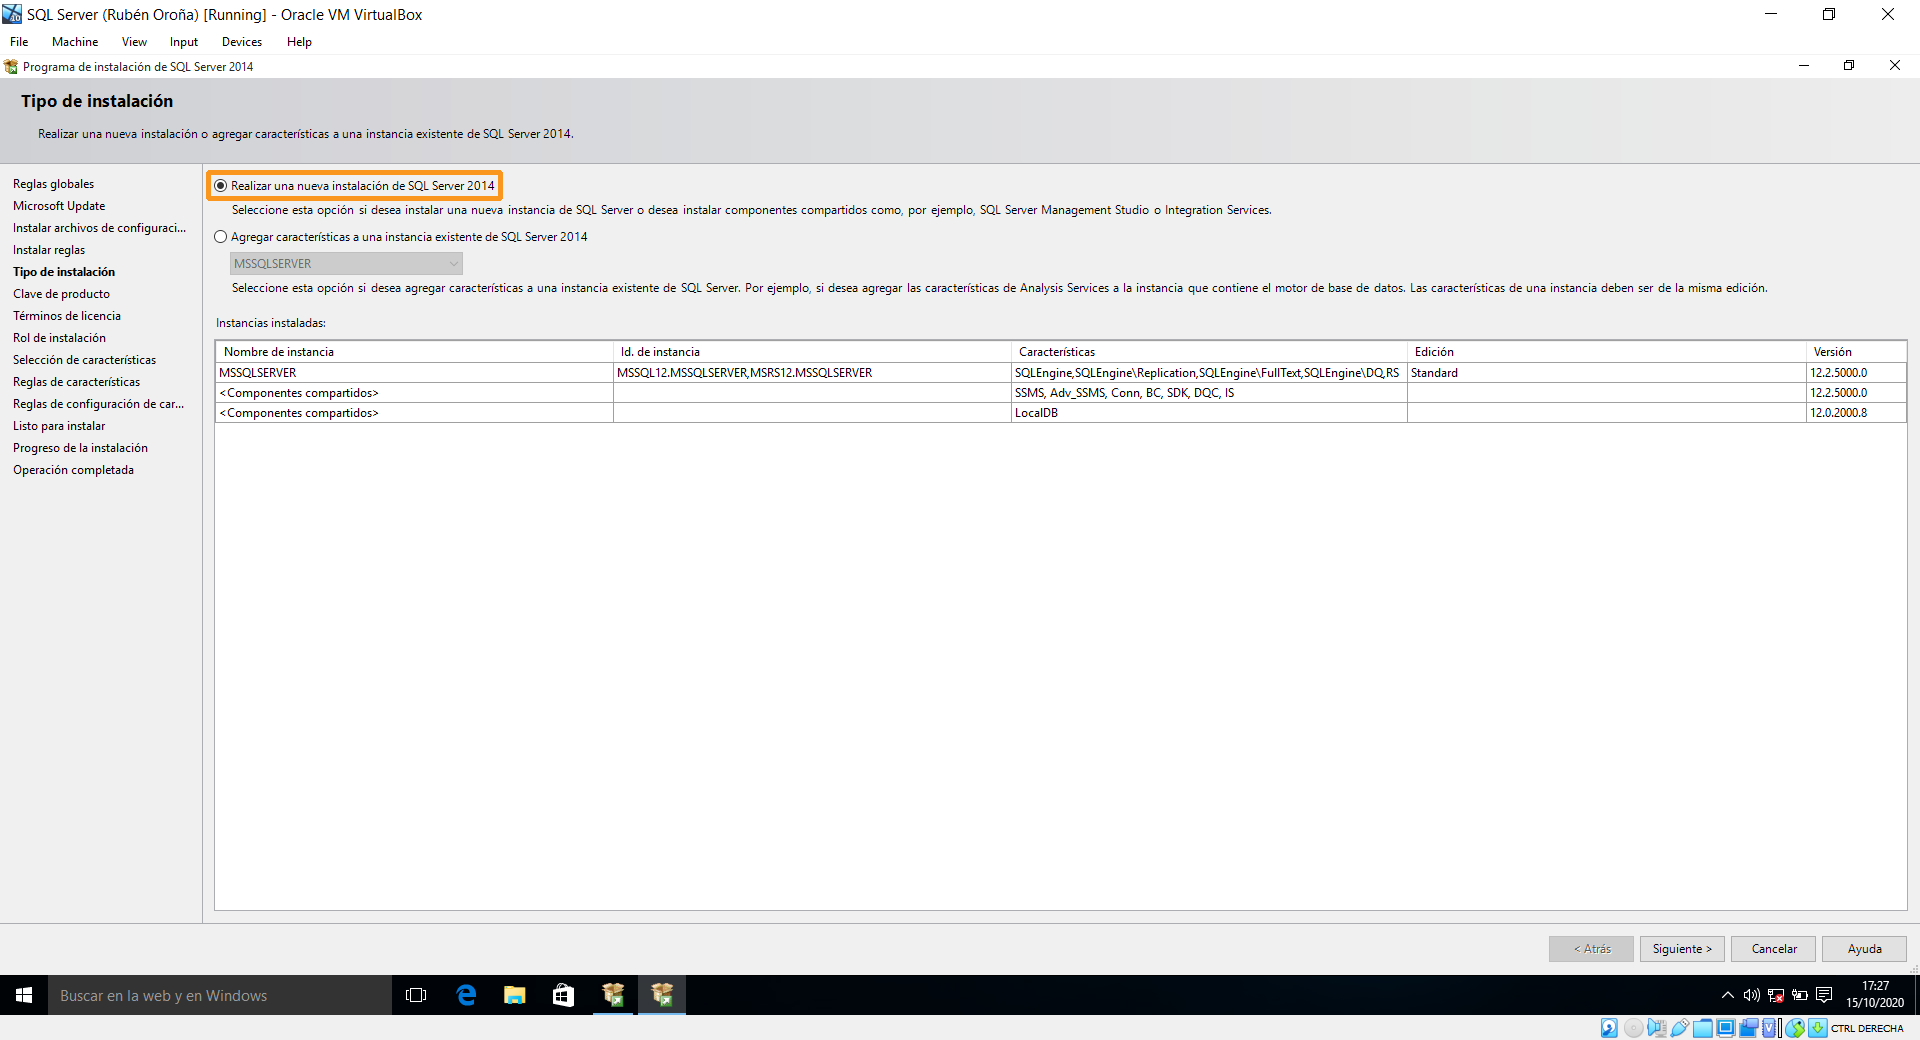 SQL Server (Rubén Oroña) [Running] - Oracle VM VirtualBox
File Machine View Input Devices Help
Programa de instalación de SQL Server 2014
Tipo de instalación
Realizar una nueva instalación o agregar características a una instancia existente de SQL Server 2014.
Reglas globales
Microsoft Update
Instalar archivos de configuraci...
Instalar reglas
Tipo de instalación
Clave de producto
Términos de licencia
Rol de instalación
Selección de características
Reglas de características
Reglas de configuración de car...
Listo para instalar
Progreso de la instalación
Operación completada
Realizar una nueva instalación de SQL Server 2014
Seleccione esta opción si desea instalar una nueva instancia de SQL Server o desea instalar componentes compartidos como, por ejemplo, SQL Server Management Studio o Integration Services.
Agregar características a una instancia existente de SQL Server 2014
MSSQLSERVER
Seleccione esta opción si desea agregar características a una instancia existente de SQL Server. Por ejemplo, si desea agregar las características de Analysis Services a la instancia que contiene el motor de base de datos. Las características de una instancia deben ser de la misma edición.
Instancias instaladas:
Nombre de instancia Id. de instancia Características Edición Versión
MSSQLSERVER MSSQL12.MSSQLSERVER,MSRS12.MSSQLSERVER SQLEngine,SQLEngine\Replication,SQLEngine\FullText,SQLEngine\DQ,RS Standard 12.2.5000.0
<Componentes compartidos> SSMS, Adv_SSMS, Conn, BC, SDK, DQC, IS 12.2.5000.0
<Componentes compartidos> LocalDB 12.0.2000.8
< Atrás Siguiente > Cancelar Ayuda
Buscar en la web y en Windows
17:27
15/10/2020
CTRL DERECHA